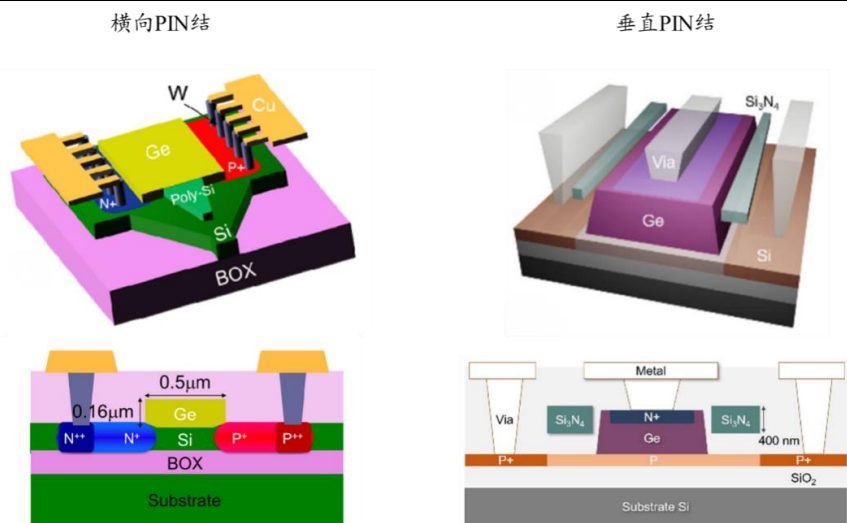 横向PIN结
垂直PIN结
W
Cu
Ge
P+
N+
Poly-Si
Si
BOX
Si₃N₄
Via
Ge
Si
0.5μm
0.16μm
Ge
N⁺⁺
N⁺
Si
P⁺
P⁺⁺
BOX
Substrate
Metal
Via
Si₃N₄
N+
Si₃N₄
Ge
400 nm
P+
P
P+
SiO₂
Substrate Si